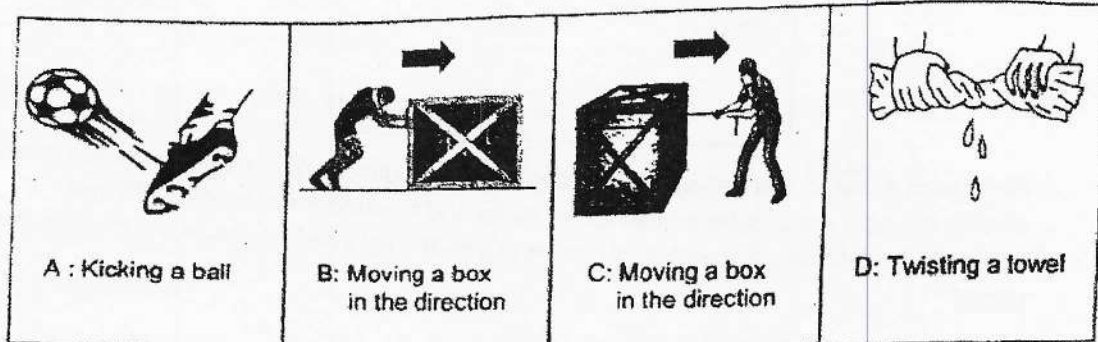 A : Kicking a ball
B: Moving a box
in the direction
C: Moving a box
in the direction
D: Twisting a towel